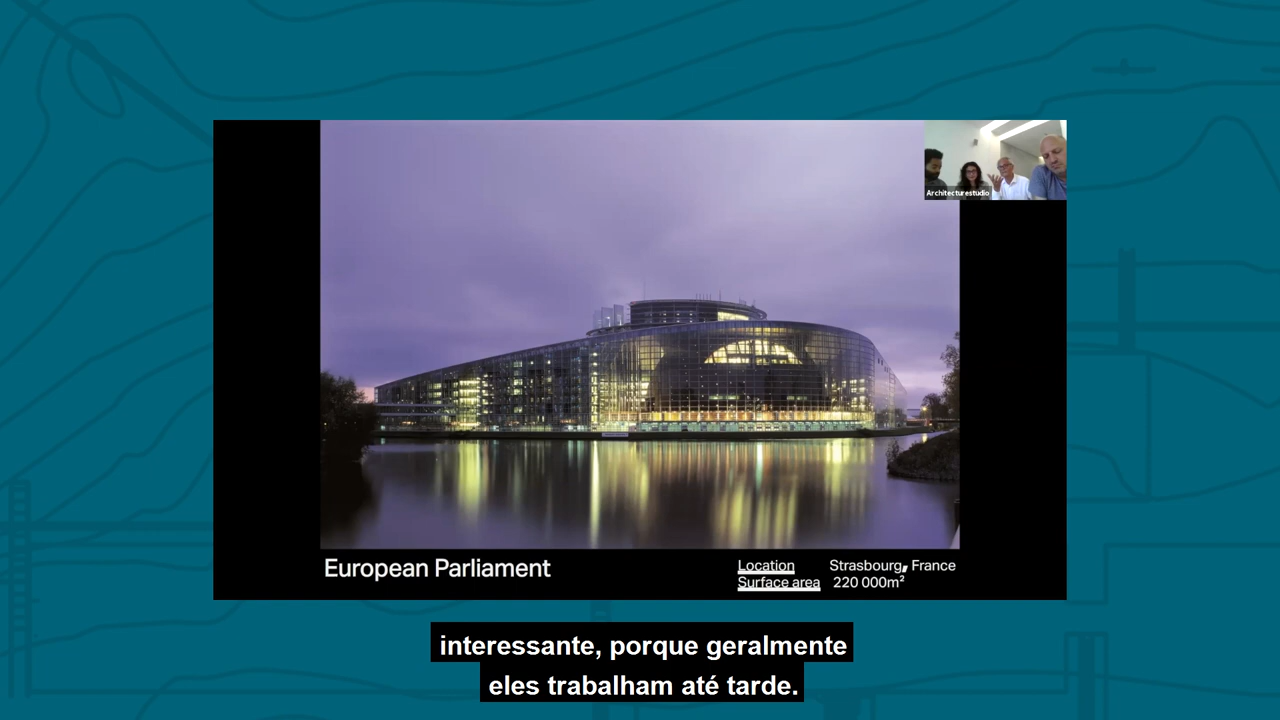 Architecturestudio
European Parliament
Location Strasbourg, France
Surface area 220 000m²
interessante, porque geralmente
eles trabalham até tarde.